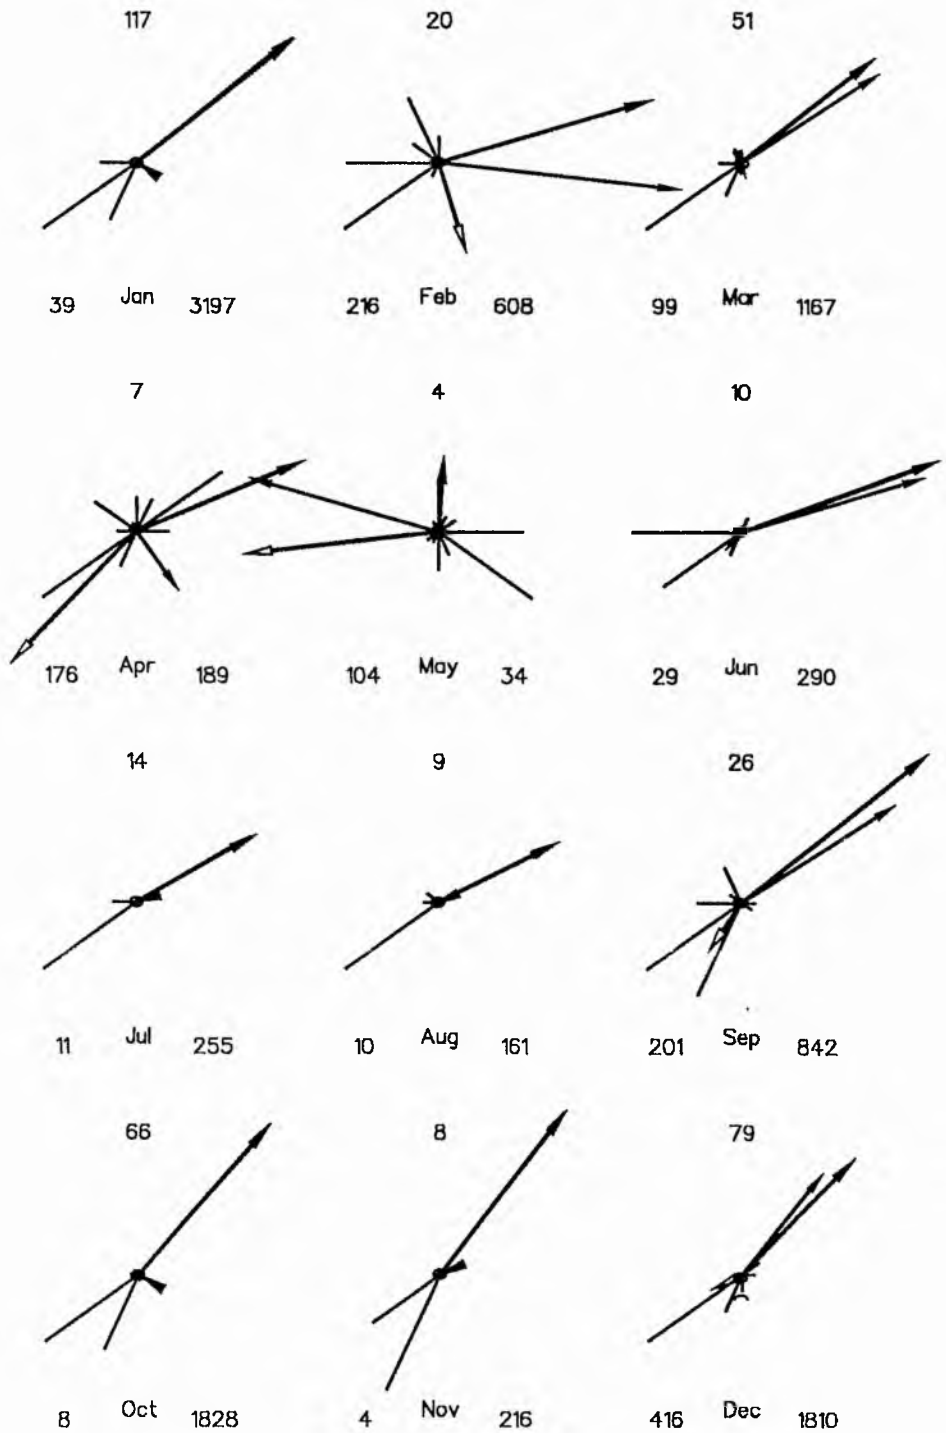 117 20 51
39 Jan 3197 216 Feb 608 99 Mar 1167
7 4 10
176 Apr 189 104 May 34 29 Jun 290
14 9 26
11 Jul 255 10 Aug 161 201 Sep 842
66 8 79
8 Oct 1828 4 Nov 216 416 Dec 1810